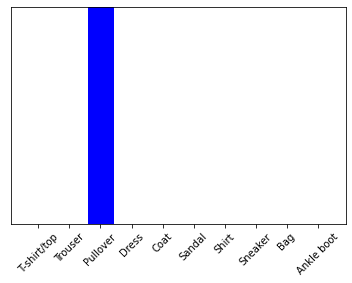 T-shirt/top
Trouser
Pullover
Dress
Coat
Sandal
Shirt
Sneaker
Bag
Ankle boot